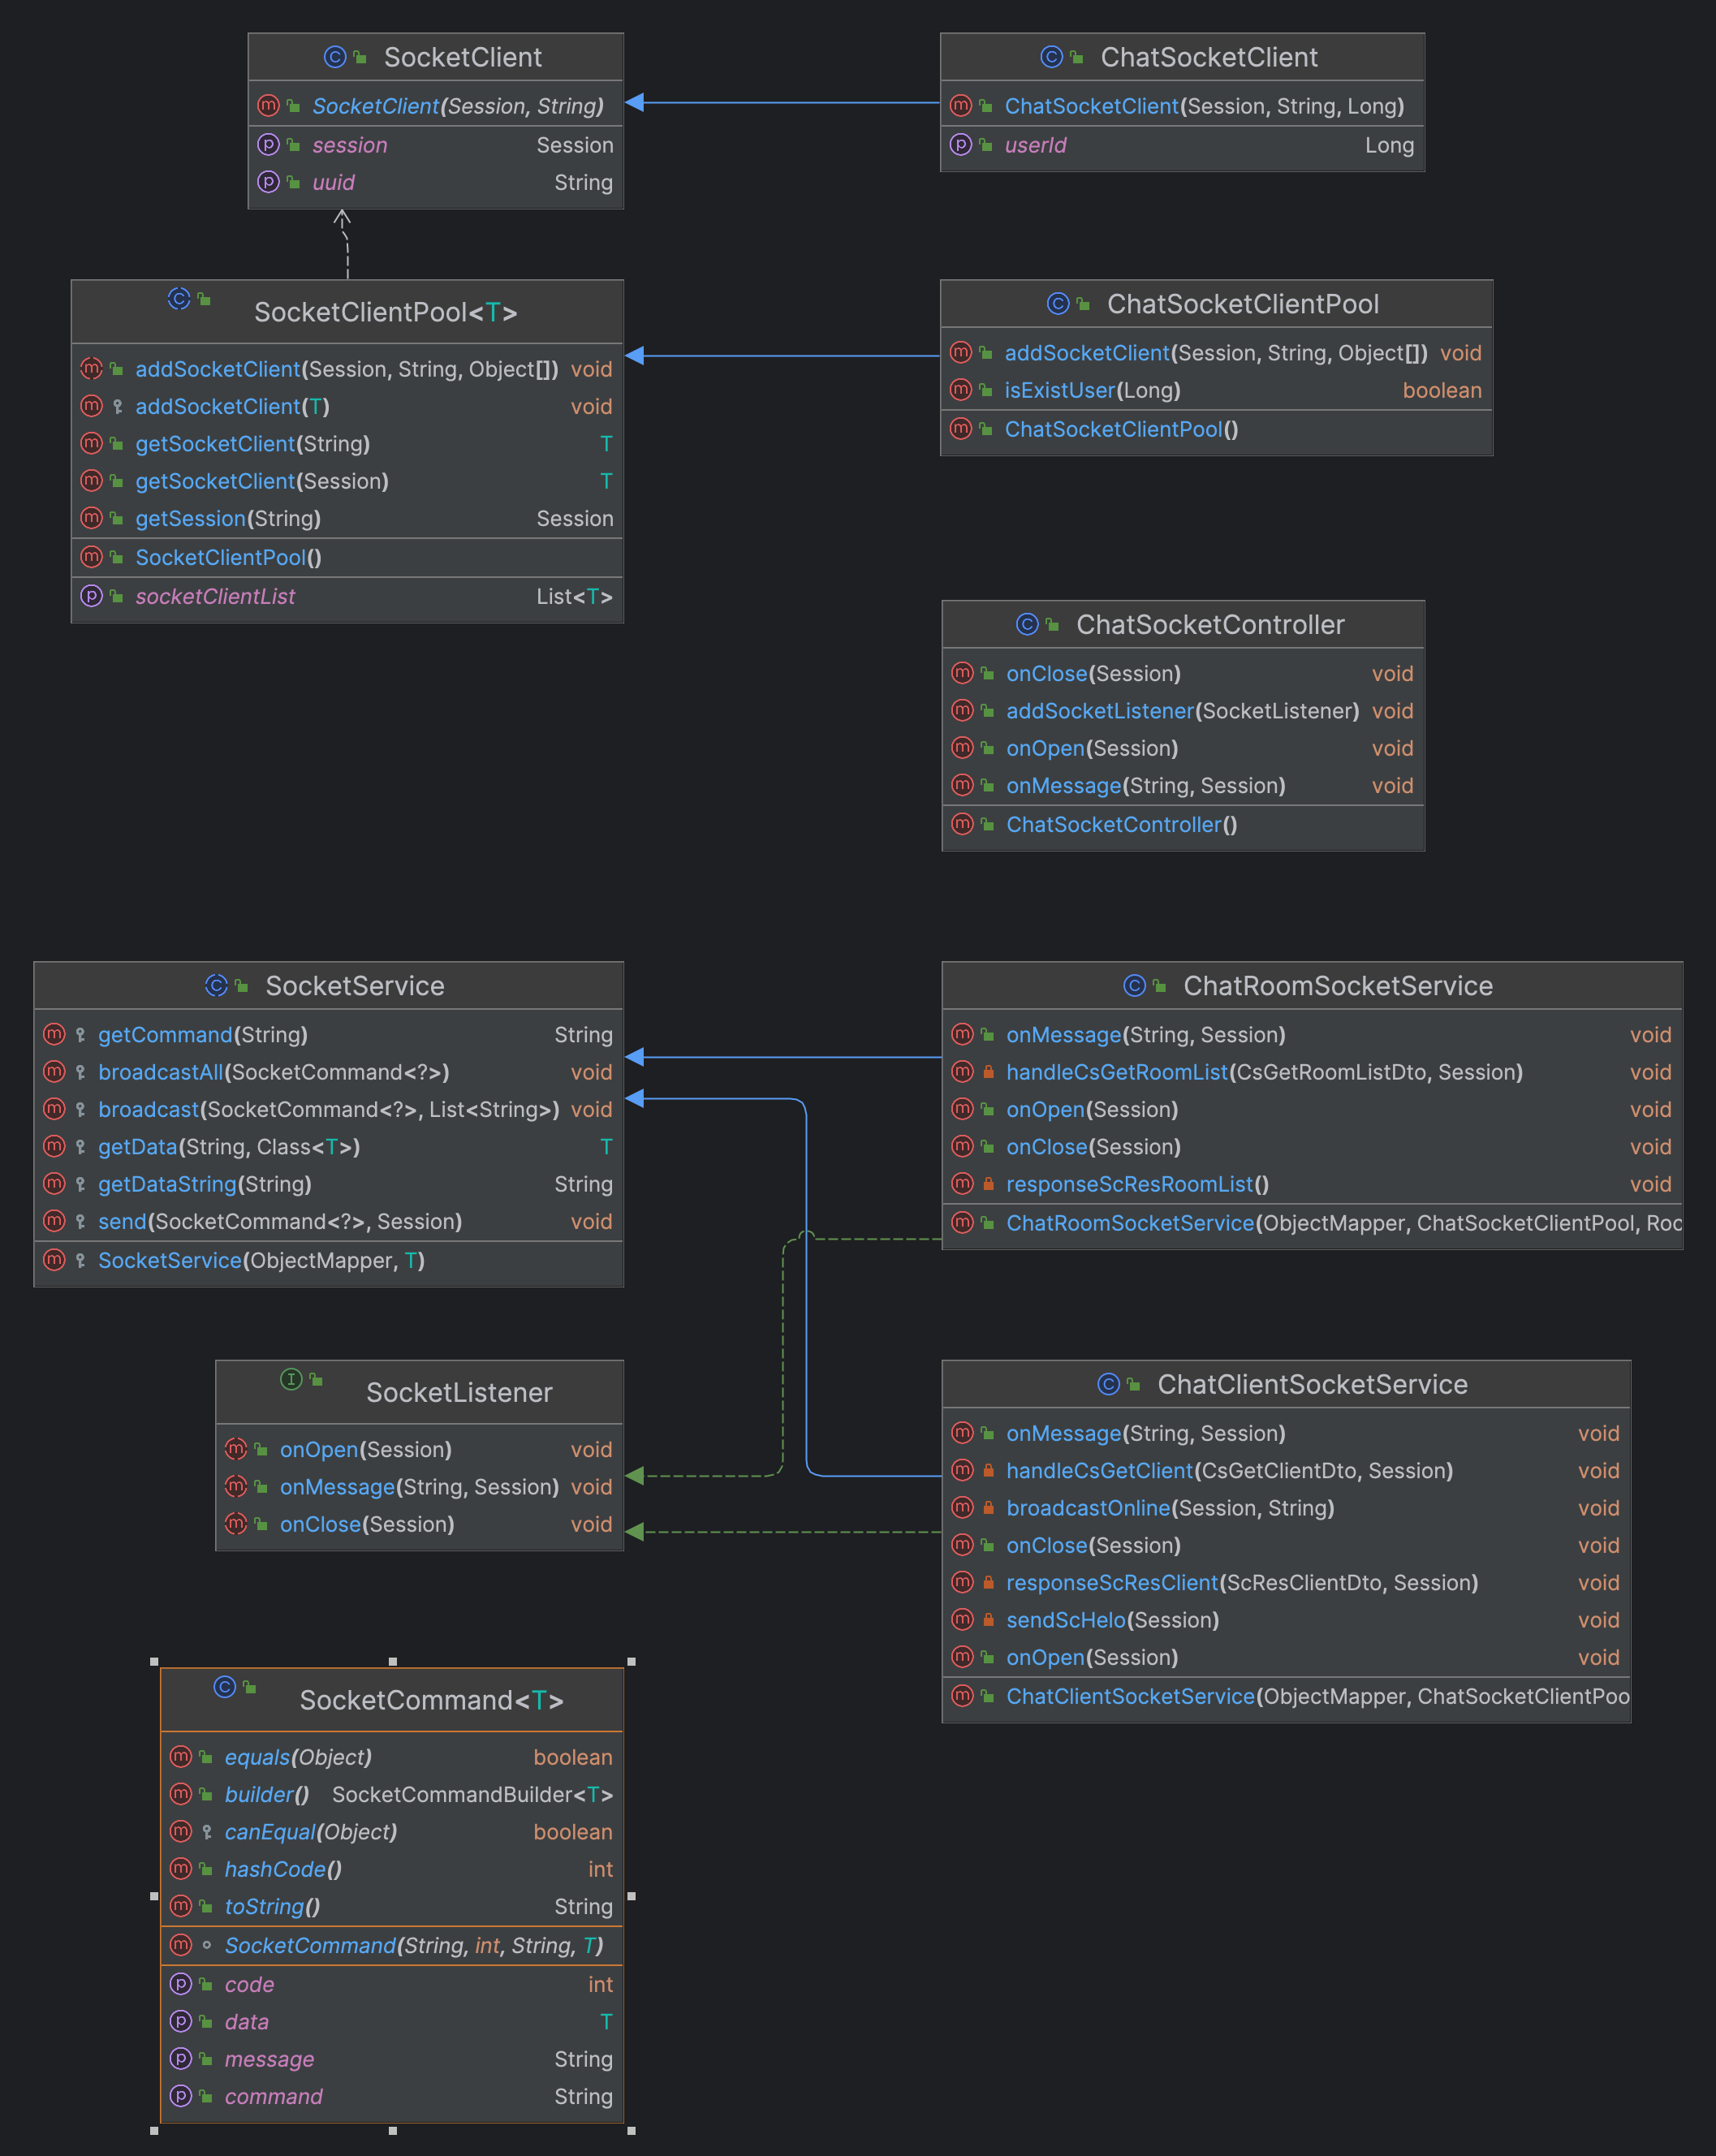 SocketClient
SocketClient(Session, String)
session Session
uuid String
ChatSocketClient
ChatSocketClient(Session, String, Long)
userId Long
SocketClientPool<T>
addSocketClient(Session, String, Object[]) void
addSocketClient(T) void
getSocketClient(String) T
getSocketClient(Session) T
getSession(String) Session
SocketClientPool()
socketClientList List<T>
ChatSocketClientPool
addSocketClient(Session, String, Object[]) void
isExistUser(Long) boolean
ChatSocketClientPool()
ChatSocketController
onClose(Session) void
addSocketListener(SocketListener) void
onOpen(Session) void
onMessage(String, Session) void
ChatSocketController()
SocketService
getCommand(String) String
broadcastAll(SocketCommand<?>) void
broadcast(SocketCommand<?>, List<String>) void
getData(String, Class<T>) T
getDataString(String) String
send(SocketCommand<?>, Session) void
SocketService(ObjectMapper, T)
ChatRoomSocketService
onMessage(String, Session) void
handleCsGetRoomList(CsGetRoomListDto, Session) void
onOpen(Session) void
onClose(Session) void
responseScResRoomList() void
ChatRoomSocketService(ObjectMapper, ChatSocketClientPool, Roo
SocketListener
onOpen(Session) void
onMessage(String, Session) void
onClose(Session) void
ChatClientSocketService
onMessage(String, Session) void
handleCsGetClient(CsGetClientDto, Session) void
broadcastOnline(Session, String) void
onClose(Session) void
responseScResClient(ScResClientDto, Session) void
sendScHelo(Session) void
onOpen(Session) void
ChatClientSocketService(ObjectMapper, ChatSocketClientPoo
SocketCommand<T>
equals(Object) boolean
builder() SocketCommandBuilder<T>
canEqual(Object) boolean
hashCode() int
toString() String
SocketCommand(String, int, String, T)
code int
data T
message String
command String